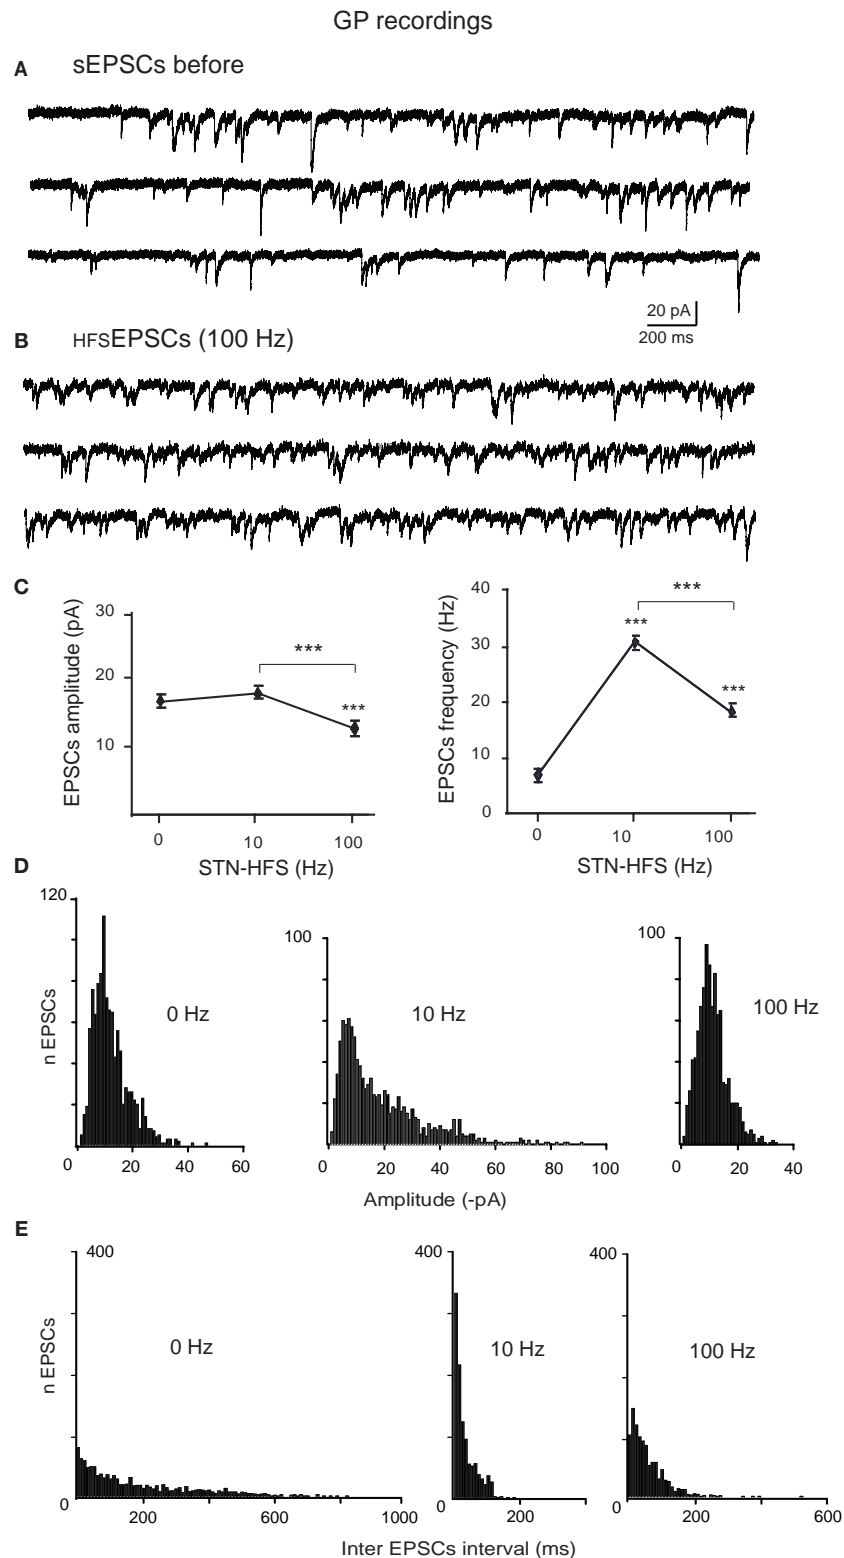 GP recordings
A sEPSCs before
20 pA
200 ms
B HFSEPSCs (100 Hz)
C
EPSCs amplitude (pA)
30
20
10
***
***
0 10 100
STN-HFS (Hz)
EPSCs frequency (Hz)
40
30
20
10
0
***
***
***
0 10 100
STN-HFS (Hz)
D
n EPSCs
120
0 Hz
0 20 40 60
100
10 Hz
0 20 40 60 80 100
100
100 Hz
0 20 40
Amplitude (-pA)
E
n EPSCs
400
0 Hz
0 200 600 1000
400
10 Hz
0 200
400
100 Hz
0 200 600
Inter EPSCs interval (ms)